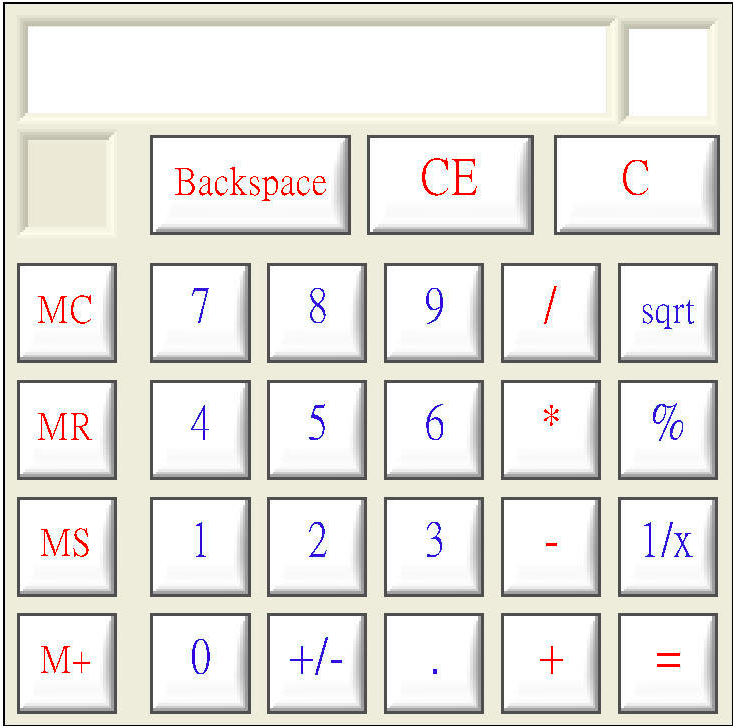 Backspace CE C
MC 7 8 9 / sqrt
MR 4 5 6 * %
MS 1 2 3 - 1/x
M+ 0 +/- . + =